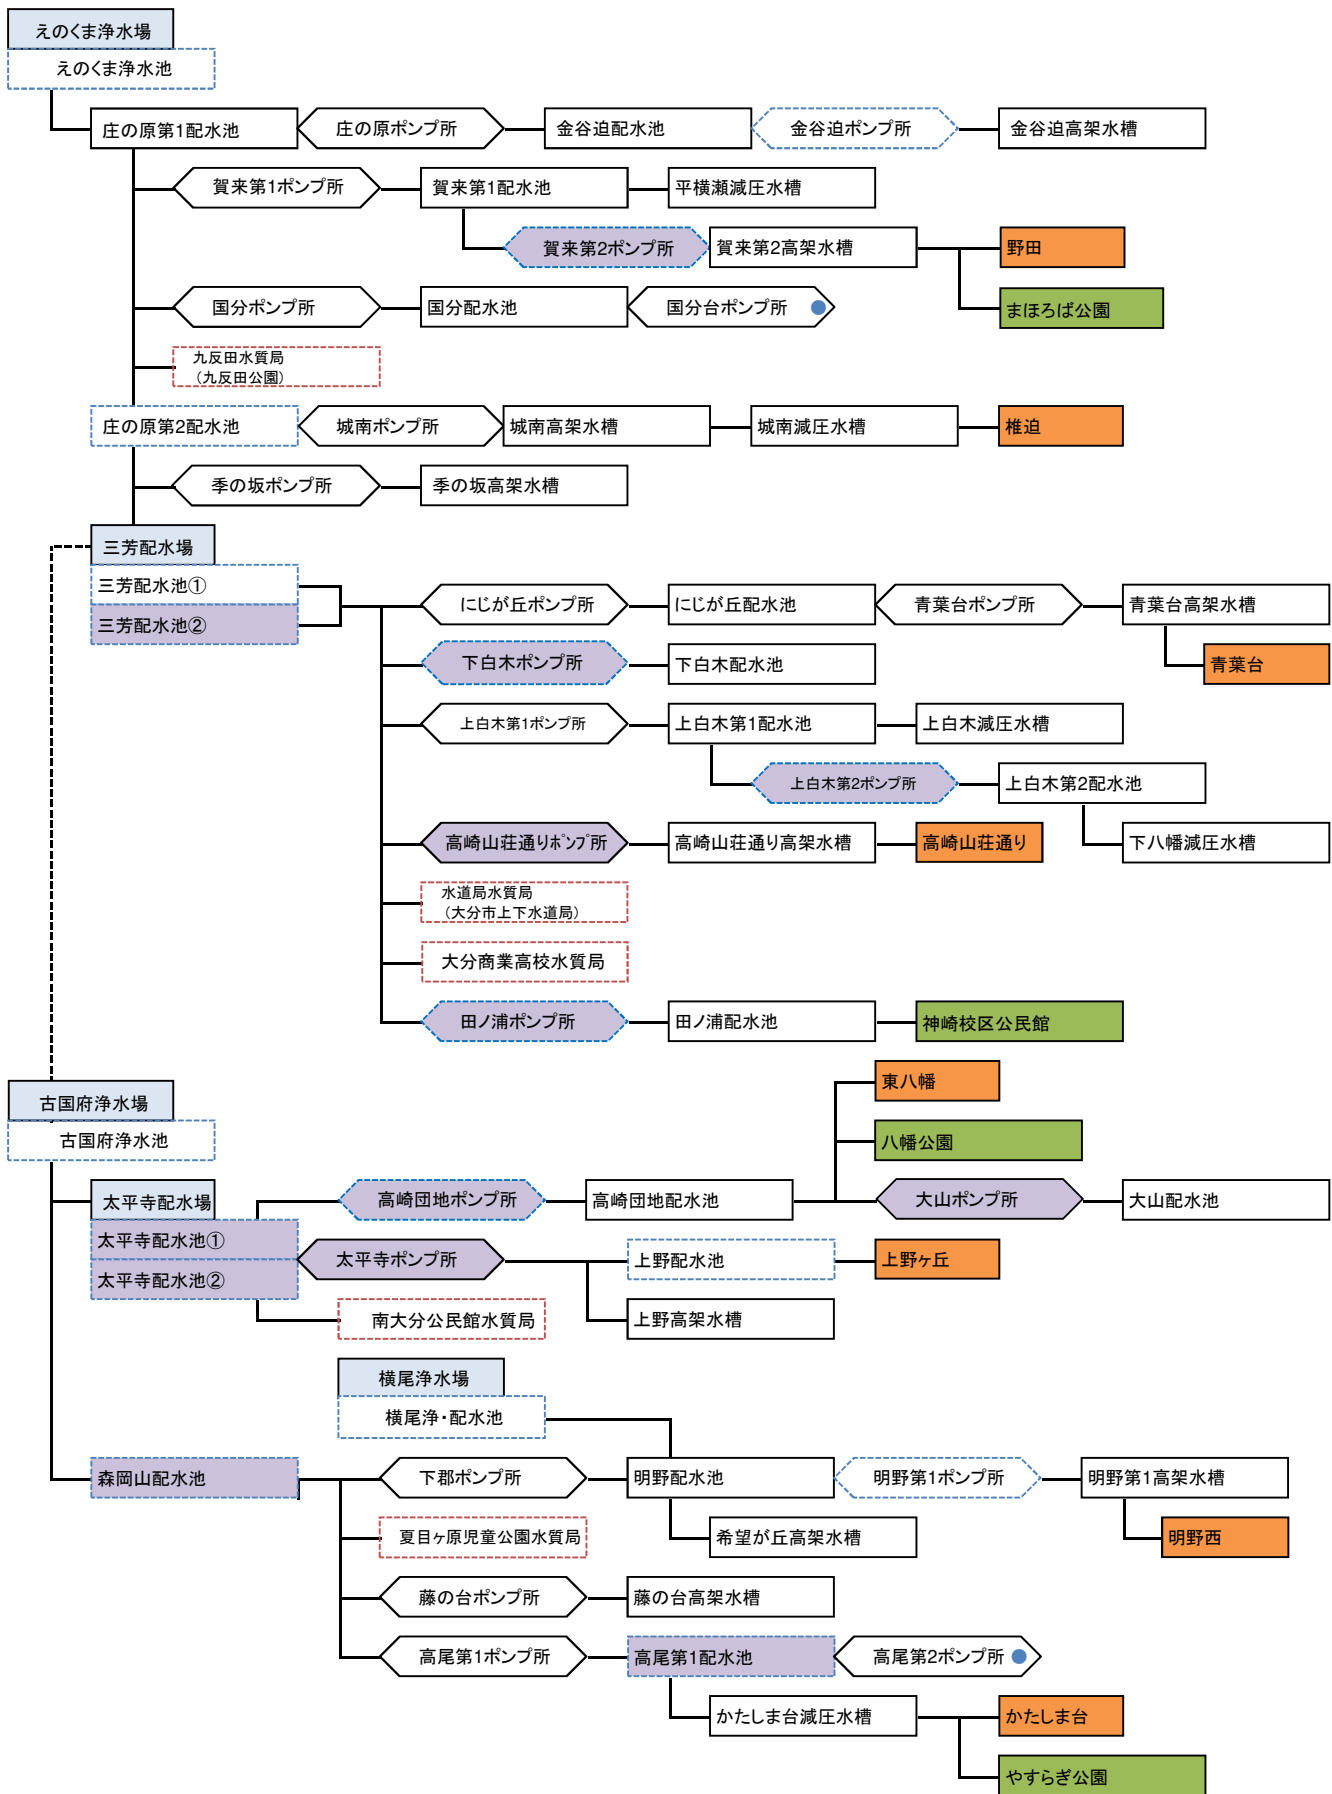 えのくま浄水場
えのくま浄水池
庄の原第1配水池
庄の原ポンプ所
金谷迫配水池
金谷迫ポンプ所
金谷迫高架水槽
賀来第1ポンプ所
賀来第1配水池
平横瀬減圧水槽
賀来第2ポンプ所
賀来第2高架水槽
野田
国分ポンプ所
国分配水池
国分台ポンプ所
まほろば公園
九反田水質局
（九反田公園）
庄の原第2配水池
城南ポンプ所
城南高架水槽
城南減圧水槽
椎迫
季の坂ポンプ所
季の坂高架水槽
三芳配水場
三芳配水池①
三芳配水池②
にじが丘ポンプ所
にじが丘配水池
青葉台ポンプ所
青葉台高架水槽
下白木ポンプ所
下白木配水池
青葉台
上白木第1ポンプ所
上白木第1配水池
上白木減圧水槽
上白木第2ポンプ所
上白木第2配水池
高崎山荘通りポンプ所
高崎山荘通り高架水槽
高崎山荘通り
下八幡減圧水槽
水道局水質局
（大分市上下水道局）
大分商業高校水質局
田ノ浦ポンプ所
田ノ浦配水池
神崎校区公民館
東八幡
古国府浄水場
古国府浄水池
八幡公園
太平寺配水場
高崎団地ポンプ所
高崎団地配水池
大山ポンプ所
大山配水池
太平寺配水池①
太平寺配水池②
太平寺ポンプ所
上野配水池
上野ヶ丘
南大分公民館水質局
上野高架水槽
横尾浄水場
横尾浄・配水池
森岡山配水池
下郡ポンプ所
明野配水池
明野第1ポンプ所
明野第1高架水槽
夏目ヶ原児童公園水質局
希望が丘高架水槽
明野西
藤の台ポンプ所
藤の台高架水槽
高尾第1ポンプ所
高尾第1配水池
高尾第2ポンプ所
かたしま台減圧水槽
かたしま台
やすらぎ公園